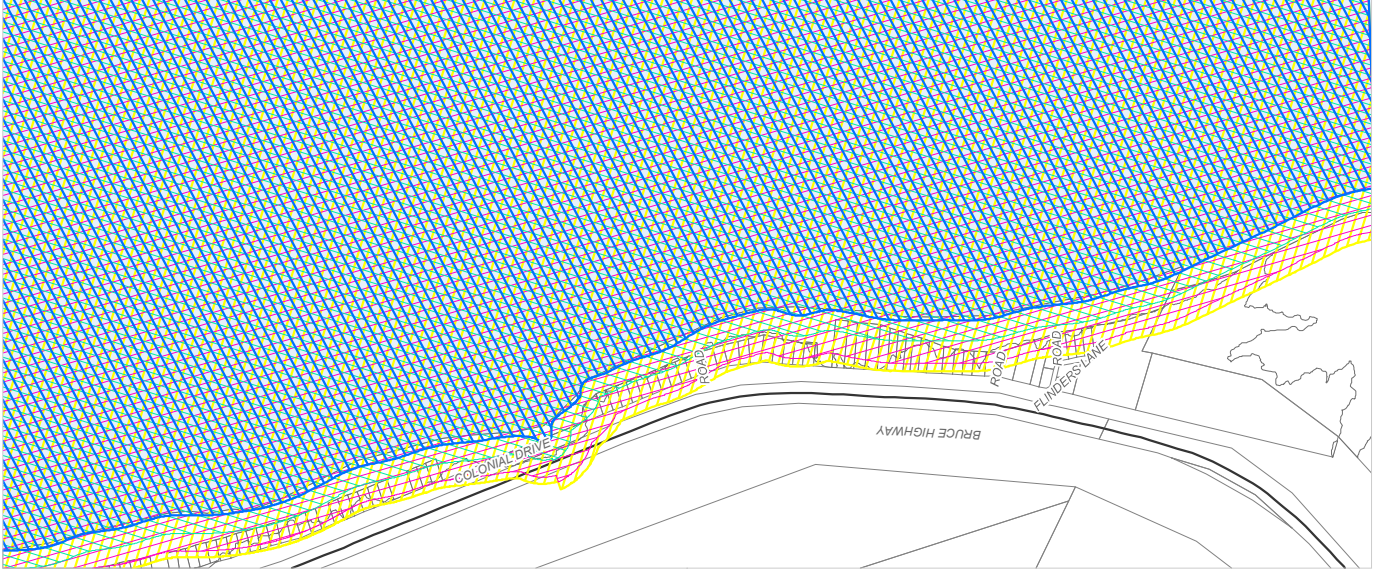 ROAD
ROAD
ROAD
FLINDERS LANE
BRUCE HIGHWAY
COLONIAL DRIVE